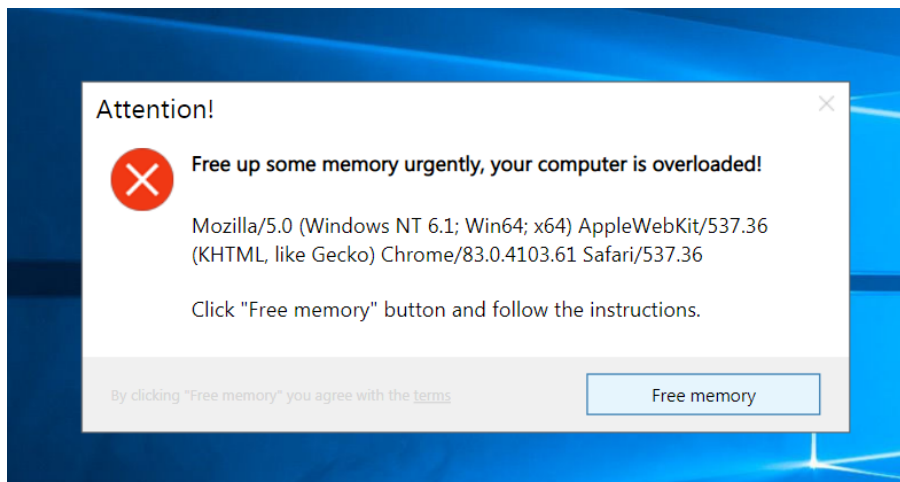 Attention!
Free up some memory urgently, your computer is overloaded!
Mozilla/5.0 (Windows NT 6.1; Win64; x64) AppleWebKit/537.36
(KHTML, like Gecko) Chrome/83.0.4103.61 Safari/537.36
Click "Free memory" button and follow the instructions.
By clicking "Free memory" you agree with the terms
Free memory